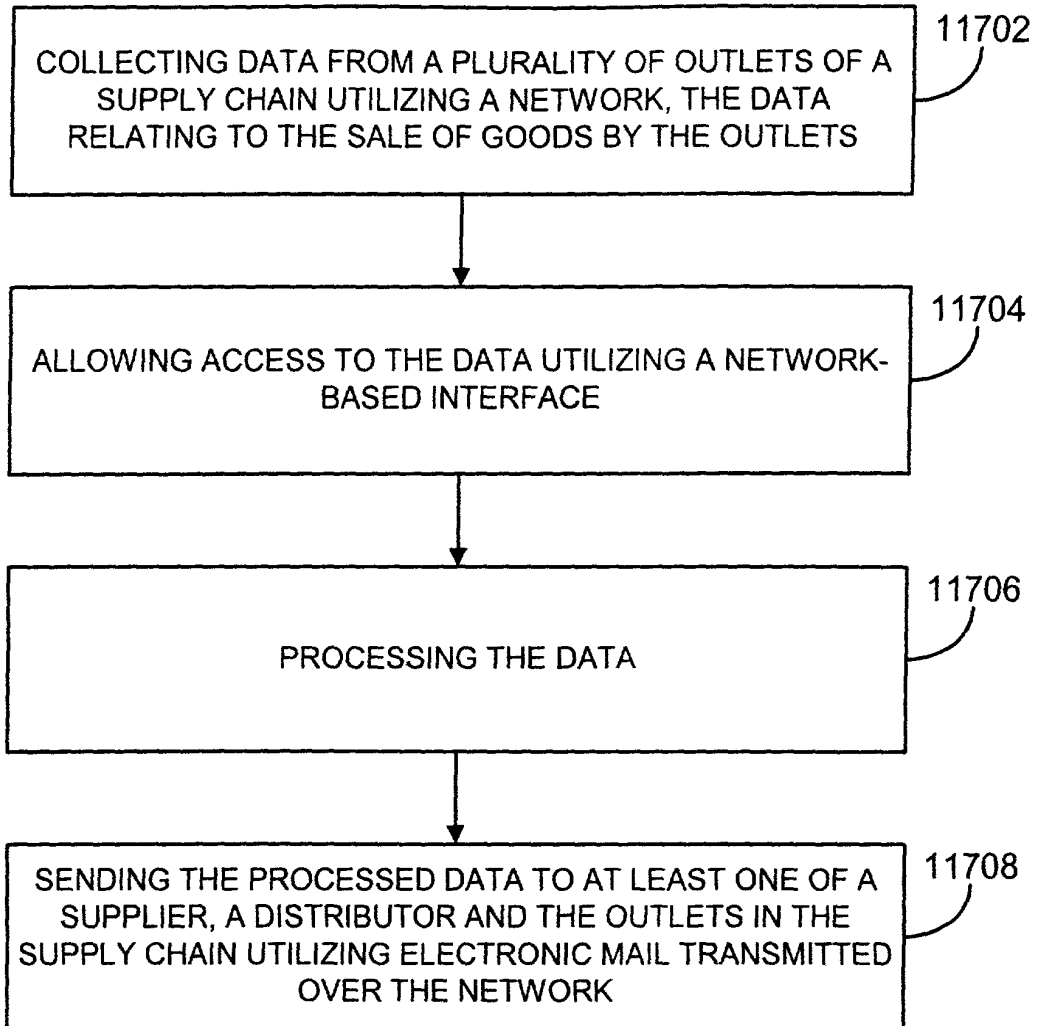 11702
COLLECTING DATA FROM A PLURALITY OF OUTLETS OF A
SUPPLY CHAIN UTILIZING A NETWORK, THE DATA
RELATING TO THE SALE OF GOODS BY THE OUTLETS
11704
ALLOWING ACCESS TO THE DATA UTILIZING A NETWORK-
BASED INTERFACE
11706
PROCESSING THE DATA
11708
SENDING THE PROCESSED DATA TO AT LEAST ONE OF A
SUPPLIER, A DISTRIBUTOR AND THE OUTLETS IN THE
SUPPLY CHAIN UTILIZING ELECTRONIC MAIL TRANSMITTED
OVER THE NETWORK